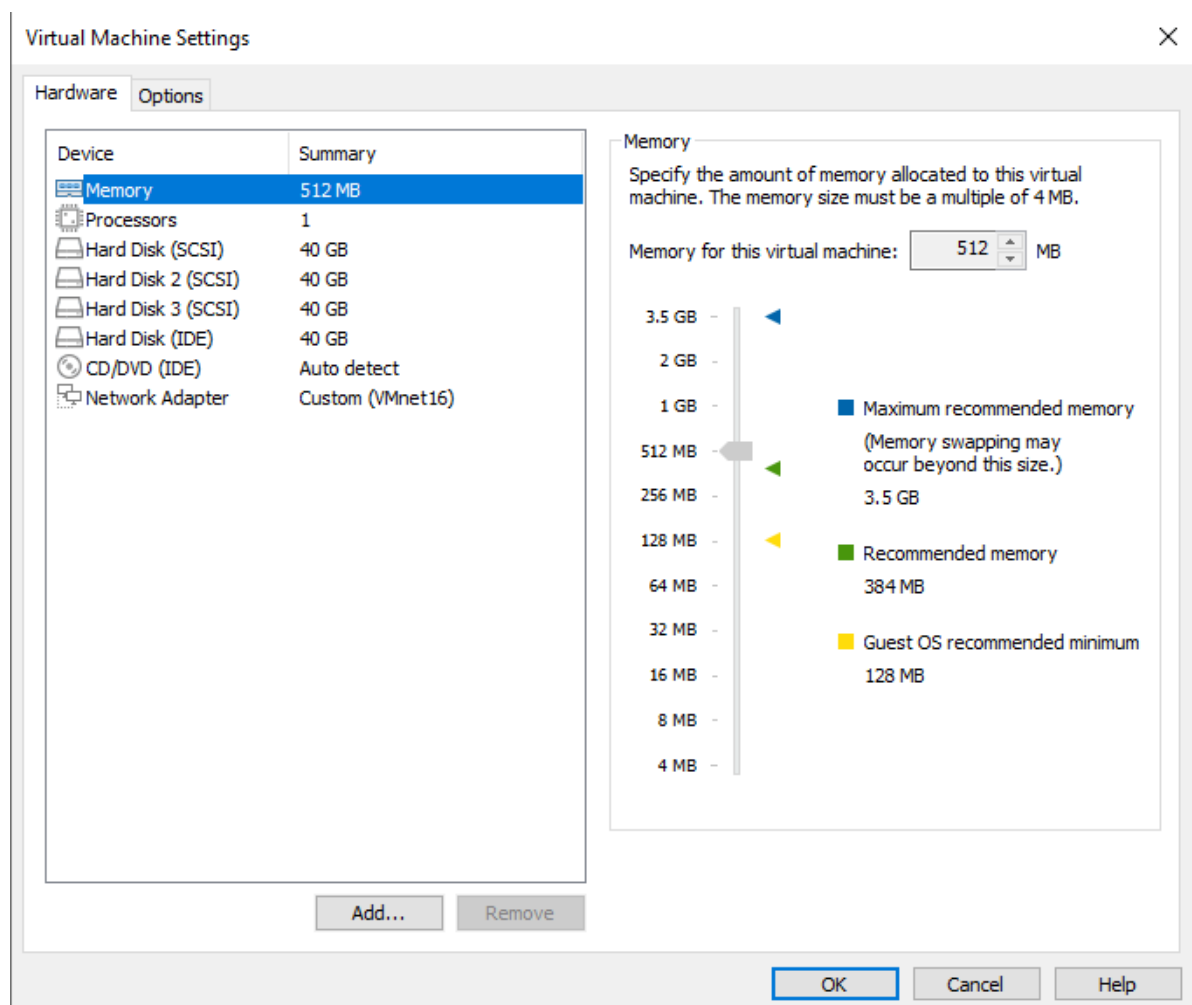 Virtual Machine Settings
Hardware Options
Device Summary
Memory 512 MB
Processors 1
Hard Disk (SCSI) 40 GB
Hard Disk 2 (SCSI) 40 GB
Hard Disk 3 (SCSI) 40 GB
Hard Disk (IDE) 40 GB
CD/DVD (IDE) Auto detect
Network Adapter Custom (VMnet16)
Add... Remove
Memory
Specify the amount of memory allocated to this virtual
machine. The memory size must be a multiple of 4 MB.
Memory for this virtual machine: 512 MB
3.5 GB
2 GB
1 GB
512 MB
256 MB
128 MB
64 MB
32 MB
16 MB
8 MB
4 MB
Maximum recommended memory
(Memory swapping may
occur beyond this size.)
3.5 GB
Recommended memory
384 MB
Guest OS recommended minimum
128 MB
OK Cancel Help